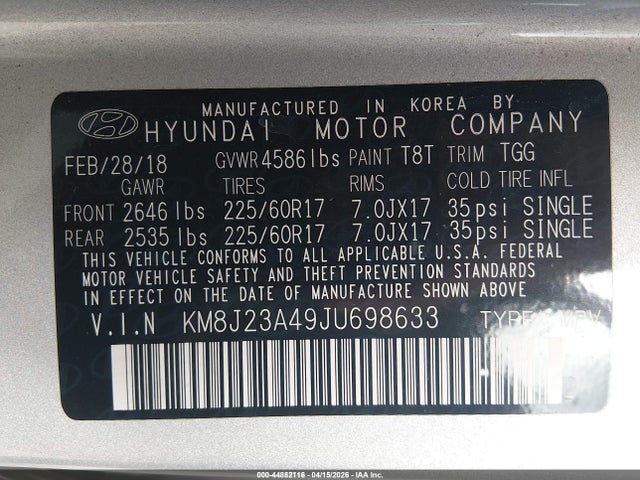 MANUFACTURED IN KOREA BY
HYUNDAI MOTOR COMPANY
FEB/28/18 GVWR 4586lbs PAINT T8T TRIM TGG
GAWR TIRES RIMS COLD TIRE INFL
FRONT 2646 lbs 225/60R17 7.0JX17 35psi SINGLE
REAR 2535 lbs 225/60R17 7.0JX17 35psi SINGLE
THIS VEHICLE CONFORMS TO ALL APPLICABLE U.S.A. FEDERAL
MOTOR VEHICLE SAFETY AND THEFT PREVENTION STANDARDS
IN EFFECT ON THE DATE OF MANUFACTURE SHOWN ABOVE.
V.I.N KM8J23A49JU698633 TYPE : MPV
000-44882116 - 04/15/2026 - IAA Inc.